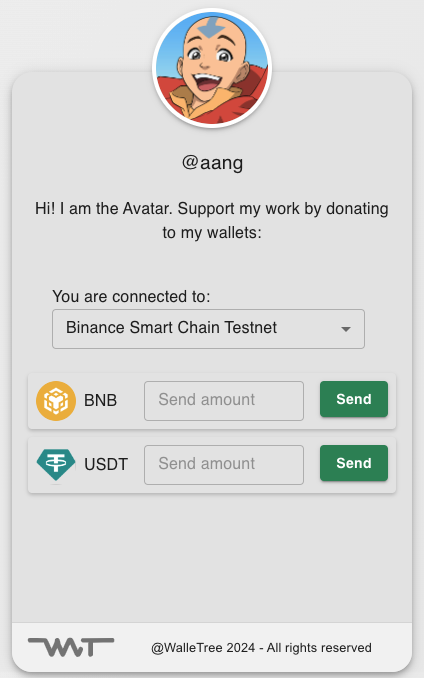 @aang
Hi! I am the Avatar. Support my work by donating
to my wallets:
You are connected to:
Binance Smart Chain Testnet
BNB
Send amount
Send
USDT
Send amount
Send
WT
@WalleTree 2024 - All rights reserved